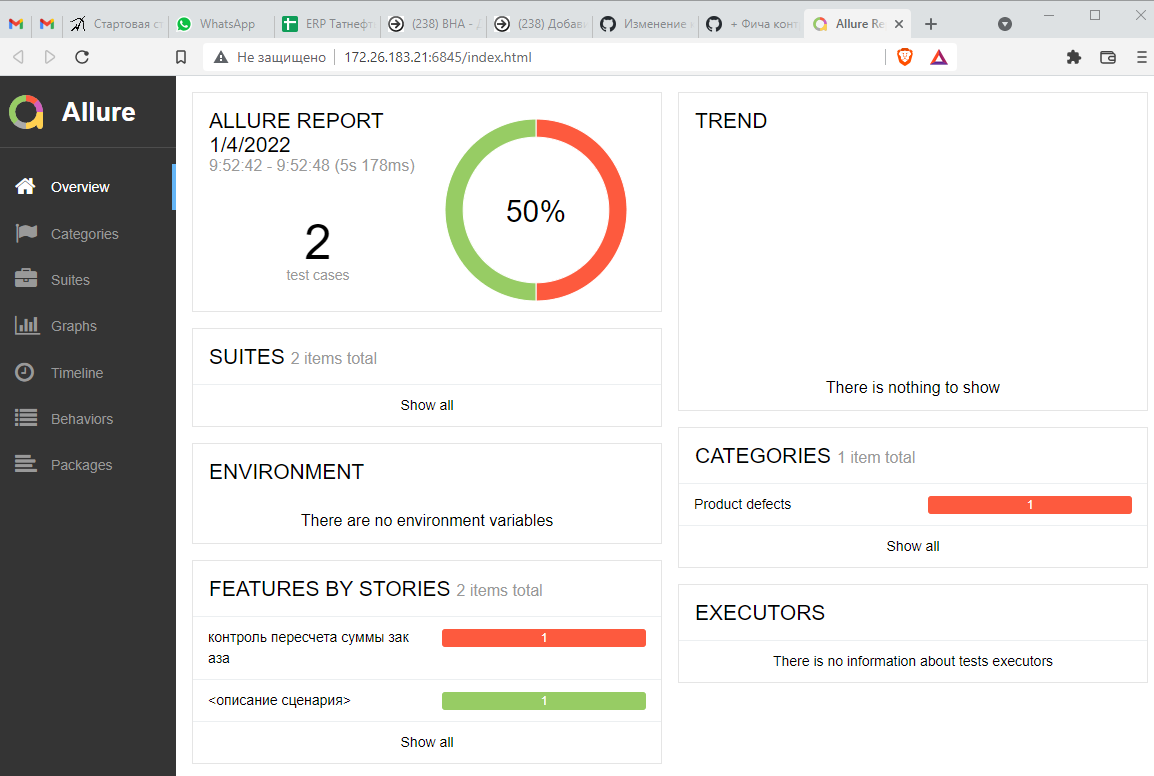 Стартовая ст
WhatsApp
ERP Татнефт
(238) ВНА - Д
(238) Добави
Изменение
+ Фича конт
Allure Re
Не защищено
172.26.183.21:6845/index.html
Allure
Overview
Categories
Suites
Graphs
Timeline
Behaviors
Packages
ALLURE REPORT
1/4/2022
9:52:42 - 9:52:48 (5s 178ms)
2
test cases
50%
SUITES 2 items total
Show all
ENVIRONMENT
There are no environment variables
FEATURES BY STORIES 2 items total
контроль пересчета суммы зак
аза
1
<описание сценария>
1
Show all
TREND
There is nothing to show
CATEGORIES 1 item total
Product defects
1
Show all
EXECUTORS
There is no information about tests executors